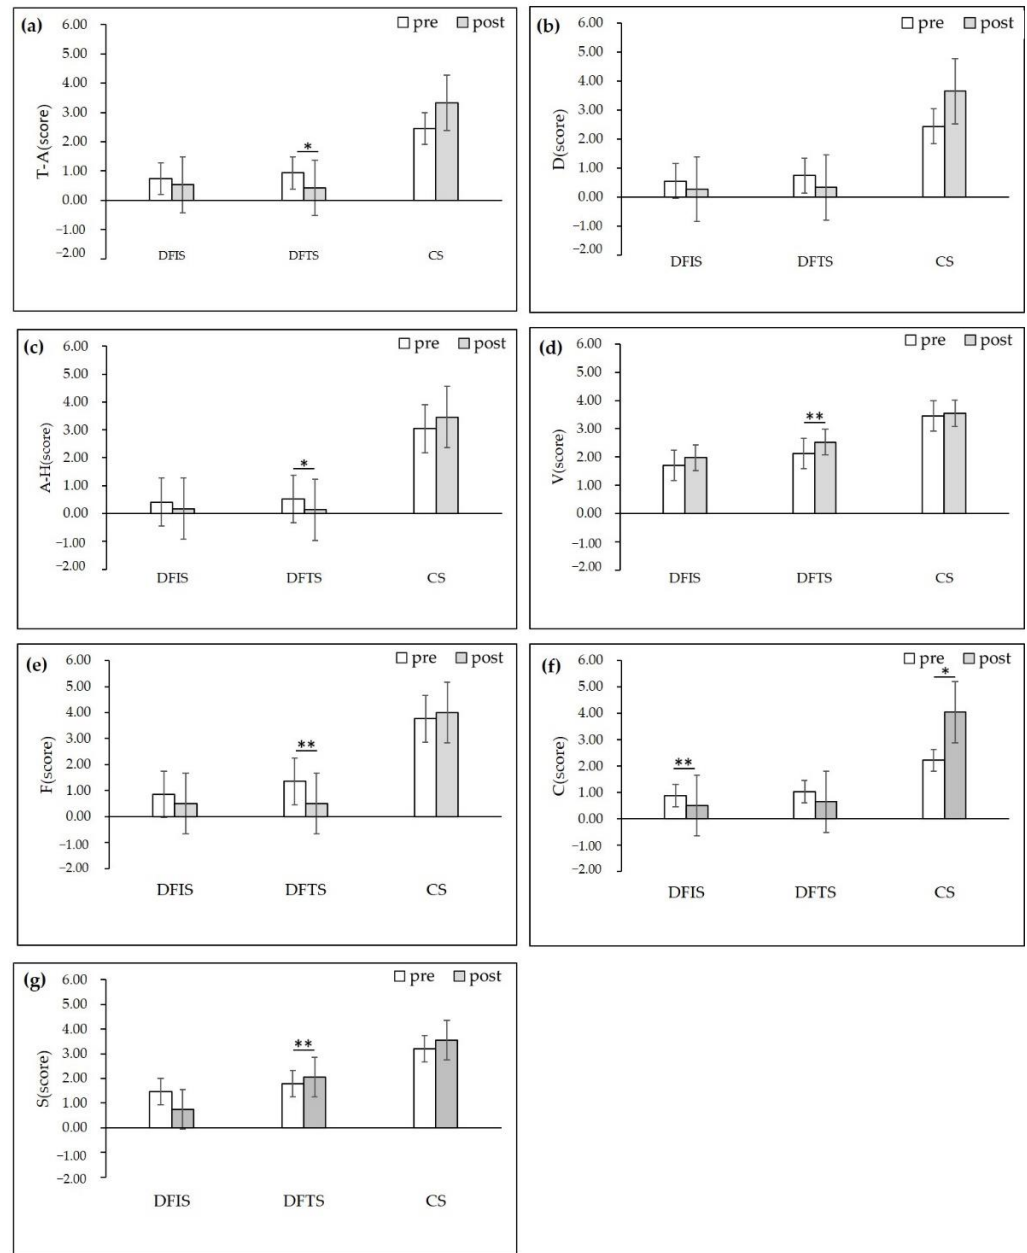 (a)
pre post
6.00
5.00
4.00
3.00
2.00
1.00
0.00
−1.00
−2.00
T-A(score)
*
DFIS DFTS CS
(b)
pre post
6.00
5.00
4.00
3.00
2.00
1.00
0.00
−1.00
−2.00
D(score)
DFIS DFTS CS
(c)
pre post
6.00
5.00
4.00
3.00
2.00
1.00
0.00
−1.00
−2.00
A-H(score)
*
DFIS DFTS CS
(d)
pre post
6.00
5.00
4.00
3.00
2.00
1.00
0.00
−1.00
−2.00
V(score)
**
DFIS DFTS CS
(e)
pre post
6.00
5.00
4.00
3.00
2.00
1.00
0.00
−1.00
−2.00
F(score)
**
DFIS DFTS CS
(f)
pre post
6.00
5.00
4.00
3.00
2.00
1.00
0.00
−1.00
−2.00
C(score)
**
*
DFIS DFTS CS
(g)
pre post
6.00
5.00
4.00
3.00
2.00
1.00
0.00
−1.00
−2.00
S(score)
**
DFIS DFTS CS